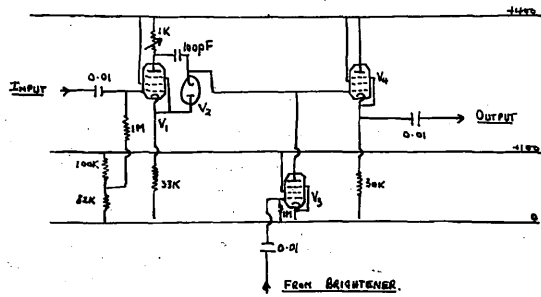 +400
1K
100pF
INPUT
0.01
V1
V2
V4
1M
OUTPUT
0.01
+100
100K
82K
33K
V3
1M
30K
0
0.01
FROM BRIGHTENER.